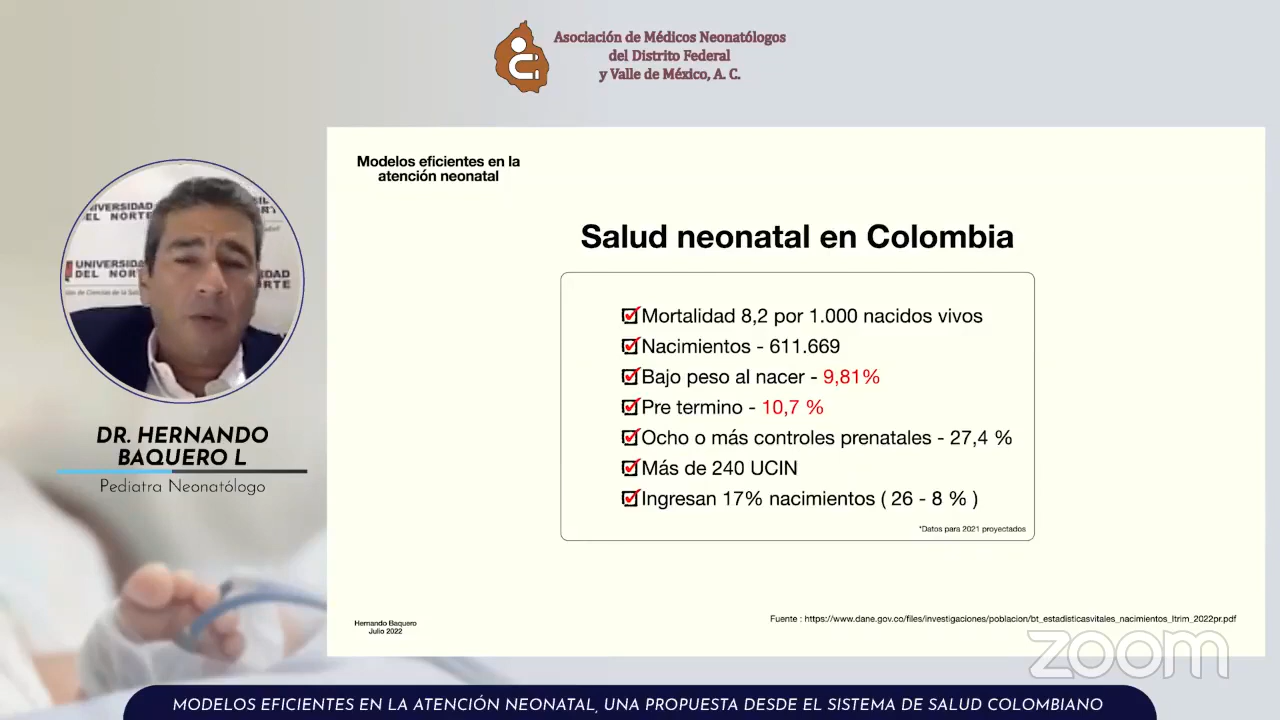 Asociación de Médicos Neonatólogos
del Distrito Federal
y Valle de México, A. C.
Modelos eficientes en la
atención neonatal
Salud neonatal en Colombia
Mortalidad 8,2 por 1.000 nacidos vivos
Nacimientos - 611.669
Bajo peso al nacer - 9,81%
Pre termino - 10,7 %
Ocho o más controles prenatales - 27,4 %
Más de 240 UCIN
Ingresan 17% nacimientos ( 26 - 8 % )
*Datos para 2021 proyectados
UNIVERSIDAD
DEL NORTE
DR. HERNANDO
BAQUERO L
Pediatra Neonatólogo
Hernando Baquero
Julio 2022
Fuente : https://www.dane.gov.co/files/investigaciones/poblacion/bt_estadisticasvitales_nacimientos_Itrim_2022pr.pdf
zoom
MODELOS EFICIENTES EN LA ATENCIÓN NEONATAL, UNA PROPUESTA DESDE EL SISTEMA DE SALUD COLOMBIANO